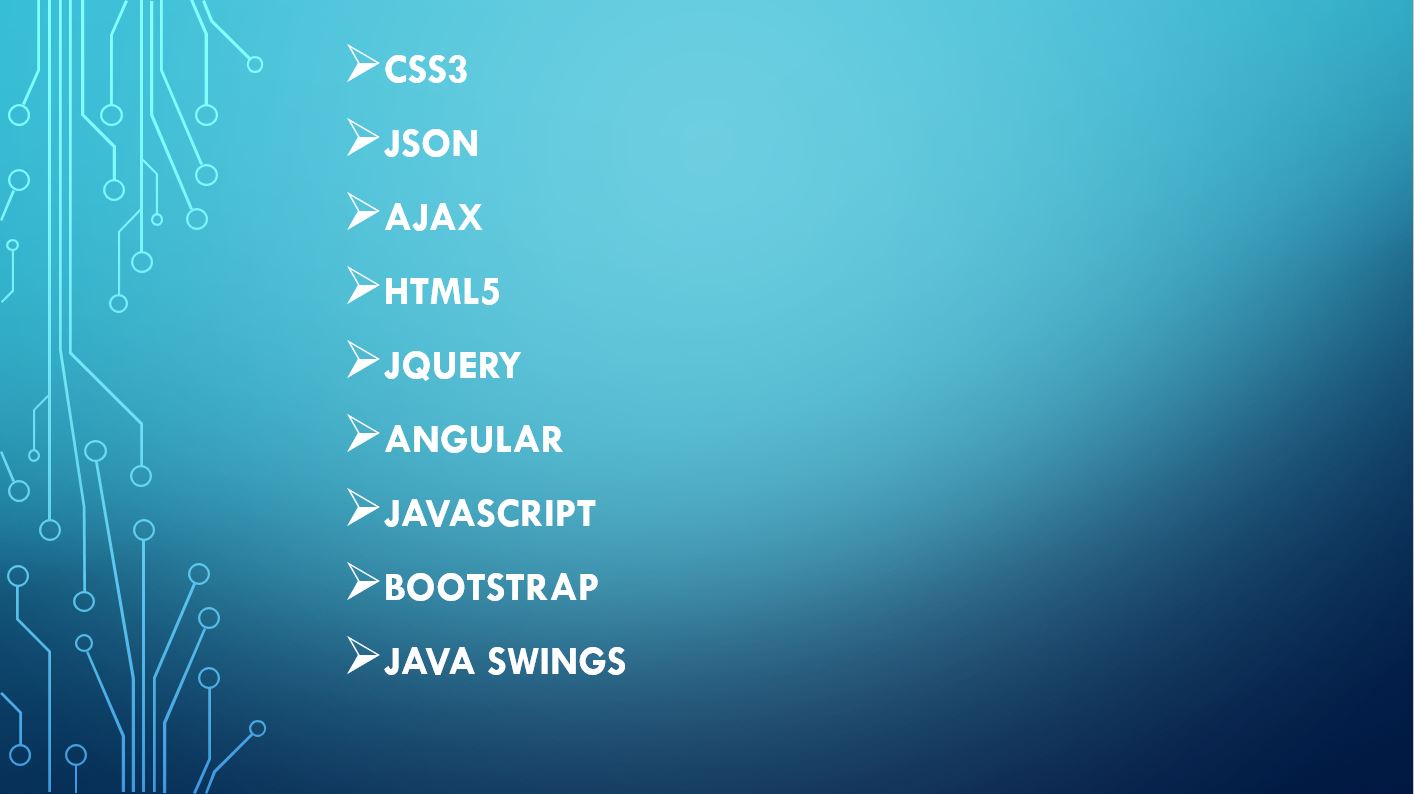 CSS3
JSON
AJAX
HTML5
JQUERY
ANGULAR
JAVASCRIPT
BOOTSTRAP
JAVA SWINGS